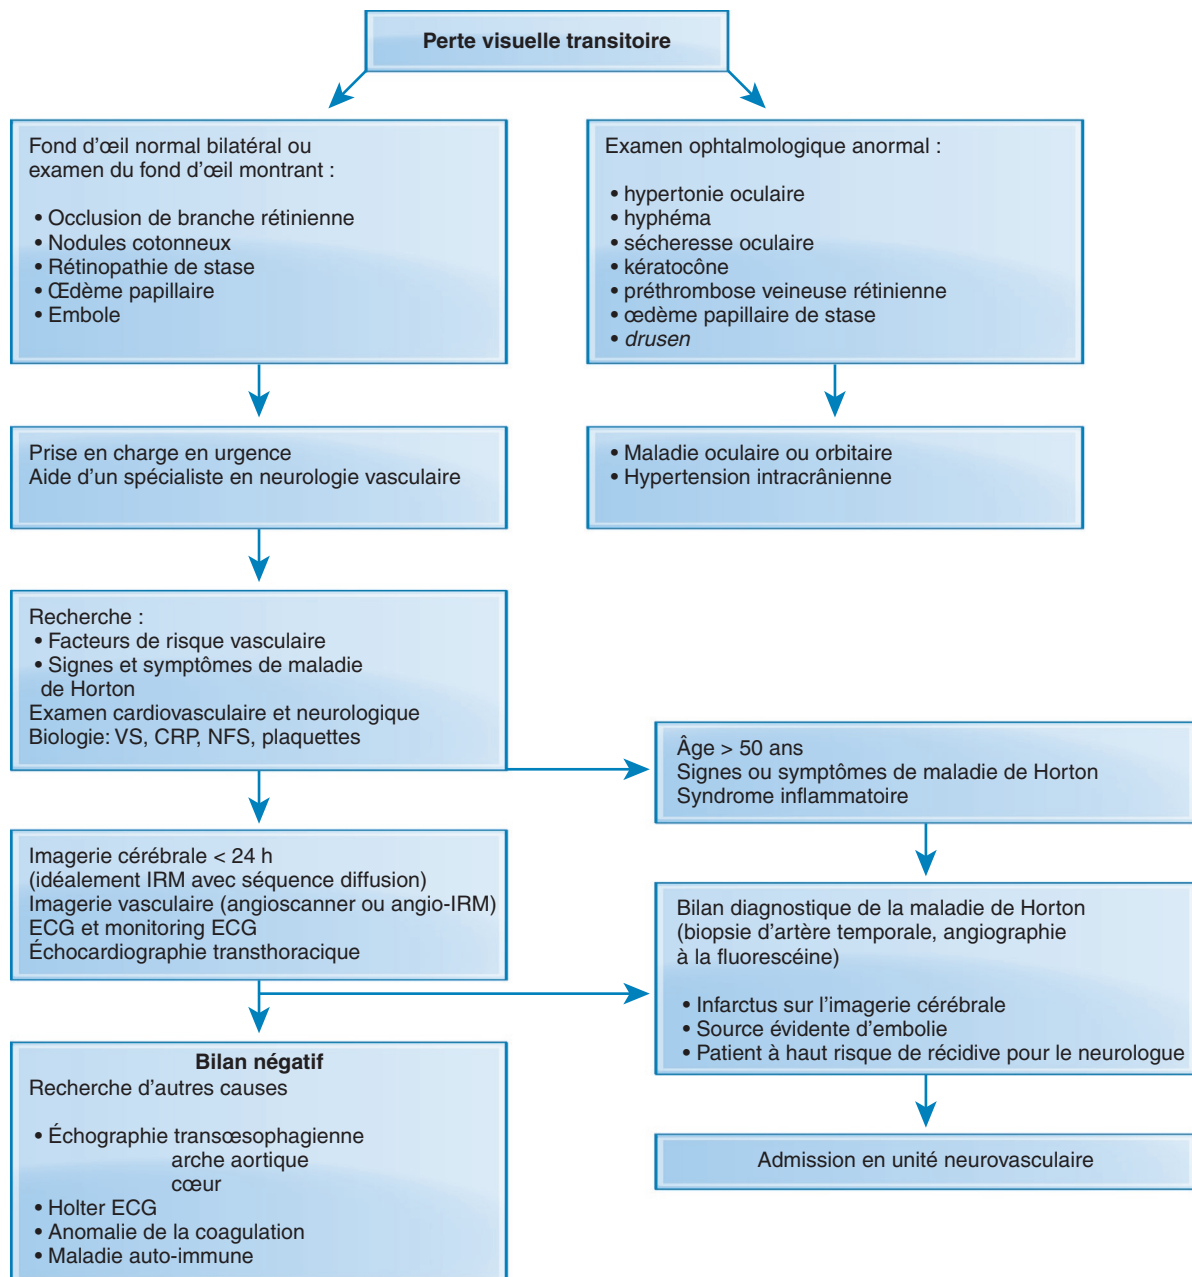 Perte visuelle transitoire
Fond d'œil normal bilatéral ou
examen du fond d'œil montrant :
• Occlusion de branche rétinienne
• Nodules cotonneux
• Rétinopathie de stase
• Œdème papillaire
• Embole
Examen ophtalmologique anormal :
• hypertonie oculaire
• hyphéma
• sécheresse oculaire
• kératocône
• préthrombose veineuse rétinienne
• œdème papillaire de stase
• drusen
Prise en charge en urgence
Aide d'un spécialiste en neurologie vasculaire
• Maladie oculaire ou orbitaire
• Hypertension intracrânienne
Recherche :
• Facteurs de risque vasculaire
• Signes et symptômes de maladie
de Horton
Examen cardiovasculaire et neurologique
Biologie: VS, CRP, NFS, plaquettes
Âge > 50 ans
Signes ou symptômes de maladie de Horton
Syndrome inflammatoire
Imagerie cérébrale < 24 h
(idéalement IRM avec séquence diffusion)
Imagerie vasculaire (angioscanner ou angio-IRM)
ECG et monitoring ECG
Échocardiographie transthoracique
Bilan diagnostique de la maladie de Horton
(biopsie d'artère temporale, angiographie
à la fluorescéine)
• Infarctus sur l'imagerie cérébrale
• Source évidente d'embolie
• Patient à haut risque de récidive pour le neurologue
Bilan négatif
Recherche d'autres causes
• Échographie transœsophagienne
arche aortique
cœur
• Holter ECG
• Anomalie de la coagulation
• Maladie auto-immune
Admission en unité neurovasculaire